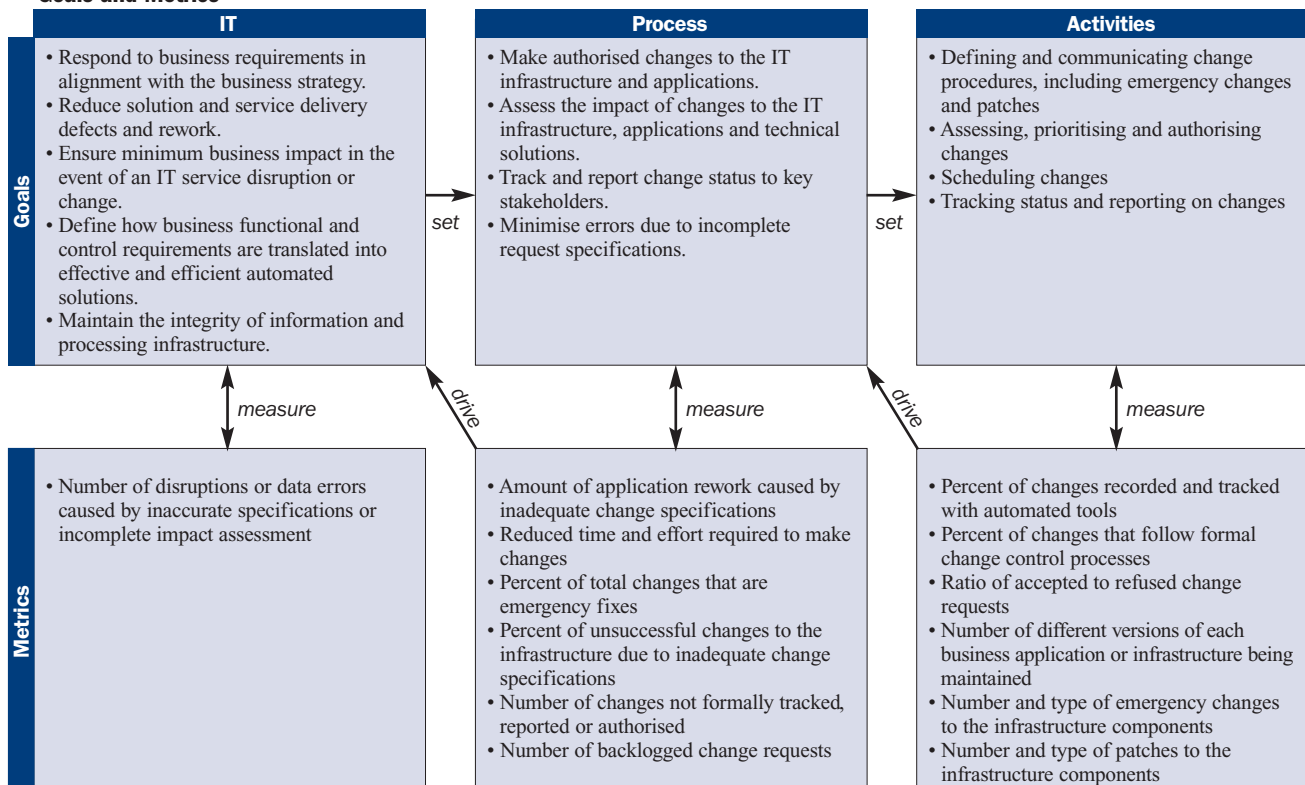 Goals and Metrics
IT
Process
Activities
Goals
• Respond to business requirements in
alignment with the business strategy.
• Reduce solution and service delivery
defects and rework.
• Ensure minimum business impact in the
event of an IT service disruption or
change.
• Define how business functional and
control requirements are translated into
effective and efficient automated
solutions.
• Maintain the integrity of information and
processing infrastructure.
set
• Make authorised changes to the IT
infrastructure and applications.
• Assess the impact of changes to the IT
infrastructure, applications and technical
solutions.
• Track and report change status to key
stakeholders.
• Minimise errors due to incomplete
request specifications.
set
• Defining and communicating change
procedures, including emergency changes
and patches
• Assessing, prioritising and authorising
changes
• Scheduling changes
• Tracking status and reporting on changes
measure
drive
measure
drive
measure
Metrics
• Number of disruptions or data errors
caused by inaccurate specifications or
incomplete impact assessment
• Amount of application rework caused by
inadequate change specifications
• Reduced time and effort required to make
changes
• Percent of total changes that are
emergency fixes
• Percent of unsuccessful changes to the
infrastructure due to inadequate change
specifications
• Number of changes not formally tracked,
reported or authorised
• Number of backlogged change requests
• Percent of changes recorded and tracked
with automated tools
• Percent of changes that follow formal
change control processes
• Ratio of accepted to refused change
requests
• Number of different versions of each
business application or infrastructure being
maintained
• Number and type of emergency changes
to the infrastructure components
• Number and type of patches to the
infrastructure components